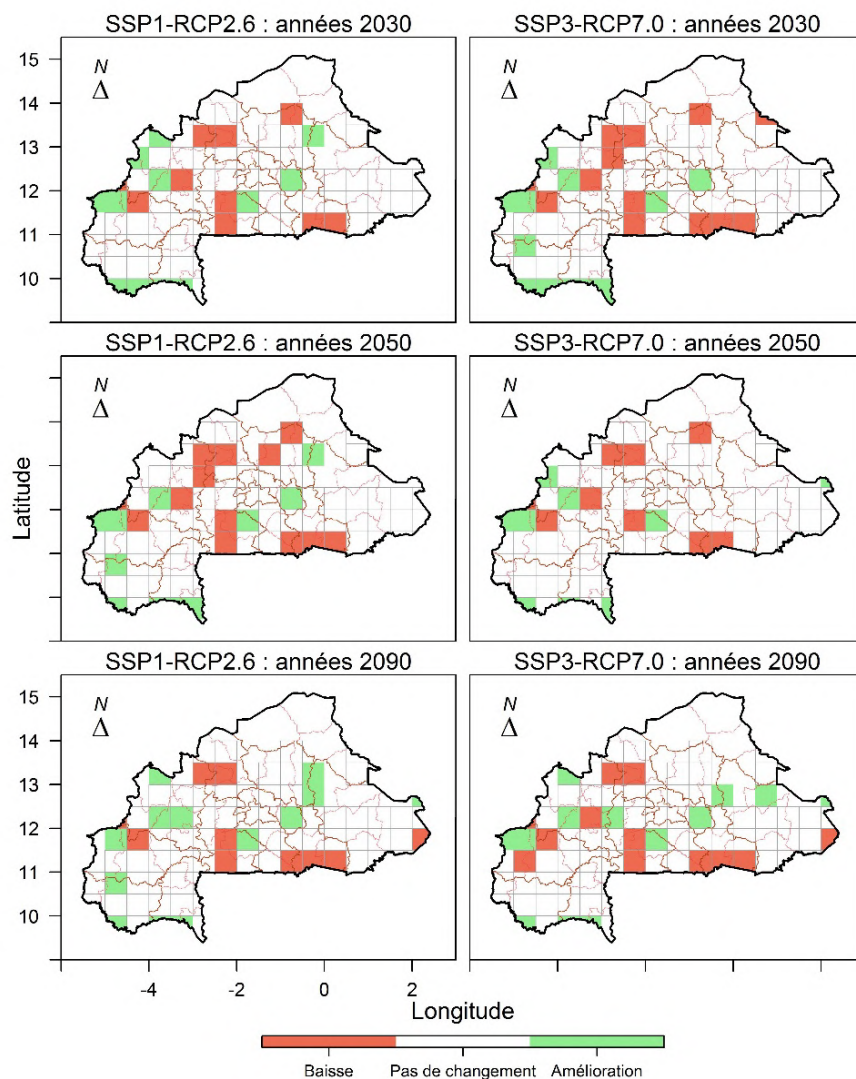 SSP1-RCP2.6 : années 2030
SSP3-RCP7.0 : années 2030
15
14
13
12
11
10
N
Δ
N
Δ
SSP1-RCP2.6 : années 2050
SSP3-RCP7.0 : années 2050
Latitude
N
Δ
N
Δ
SSP1-RCP2.6 : années 2090
SSP3-RCP7.0 : années 2090
15
14
13
12
11
10
N
Δ
N
Δ
-4 -2 0 2
Longitude
Baisse Pas de changement Amélioration